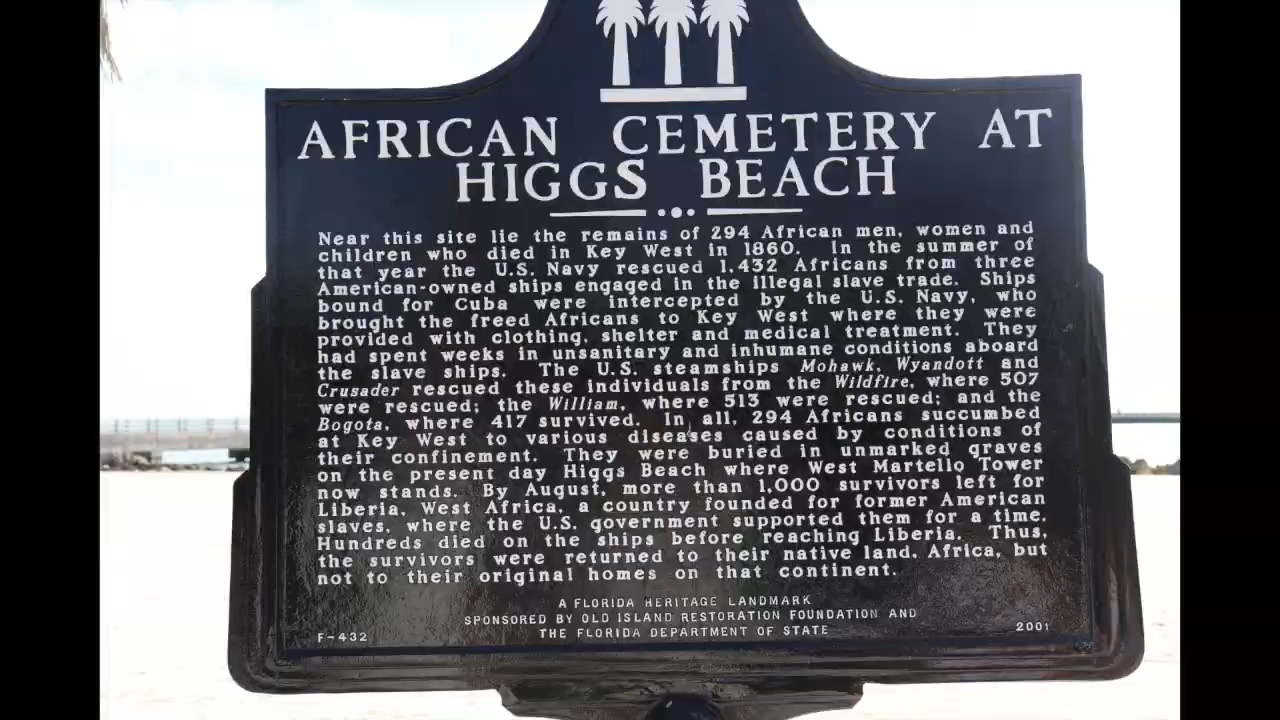 AFRICAN CEMETERY AT
HIGGS BEACH
Near this site lie the remains of 294 African men, women and
children who died in Key West in 1860. In the summer of
that year the U.S. Navy rescued 1,432 Africans from three
American-owned ships engaged in the illegal slave trade. Ships
bound for Cuba were intercepted by the U.S. Navy, who
brought the freed Africans to Key West where they were
provided with clothing, shelter and medical treatment. They
had spent weeks in unsanitary and inhumane conditions aboard
the slave ships. The U.S. steamships Mohawk, Wyandott and
Crusader rescued these individuals from the Wildfire, where 507
were rescued; the William, where 513 were rescued; and the
Bogota, where 417 survived. In all, 294 Africans succumbed
at Key West to various diseases caused by conditions of
their confinement. They were buried in unmarked graves
on the present day Higgs Beach where West Martello Tower
now stands. By August, more than 1,000 survivors left for
Liberia, West Africa, a country founded for former American
slaves, where the U.S. government supported them for a time.
Hundreds died on the ships before reaching Liberia. Thus,
the survivors were returned to their native land, Africa, but
not to their original homes on that continent.
A FLORIDA HERITAGE LANDMARK
SPONSORED BY OLD ISLAND RESTORATION FOUNDATION AND
THE FLORIDA DEPARTMENT OF STATE
F-432
2001